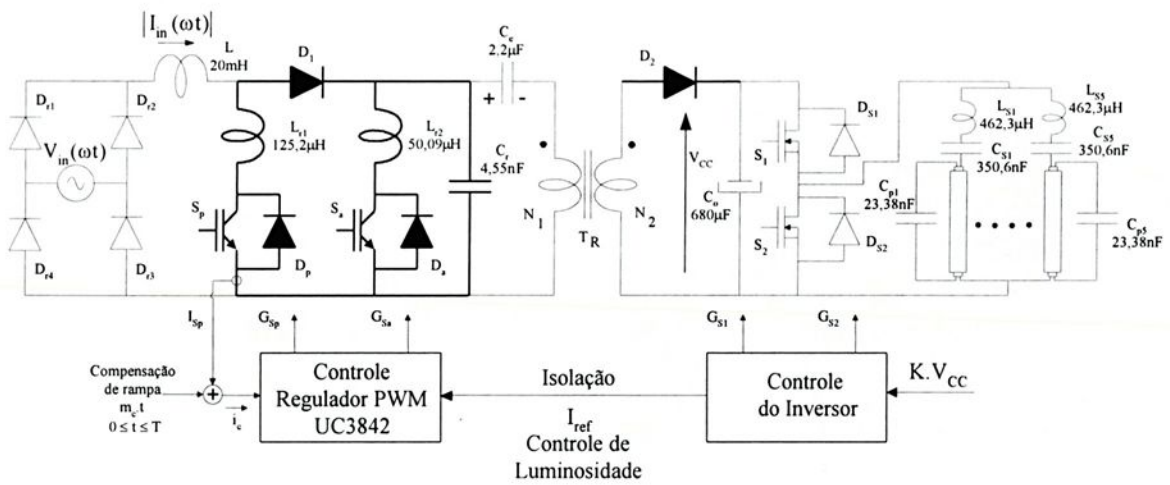 |I_in (ωt)|
L
20mH
D_r1
D_r2
V_in (ωt)
D_r4
D_r3
D_1
L_r1
125,2μH
L_r2
50,09μH
C_r
4,55nF
S_p
D_p
S_a
D_a
C_e
2,2μF
+ -
N_1
T_R
N_2
D_2
V_CC
C_o
680μF
S_1
D_S1
S_2
D_S2
L_S1
462,3μH
C_S1
350,6nF
L_S5
462,3μH
C_S5
350,6nF
C_p1
23,38nF
C_p5
23,38nF
I_Sp
G_Sp
G_Sa
G_S1
G_S2
Compensação
de rampa
m_c.t
0 ≤ t ≤ T
+
i_c
Controle
Regulador PWM
UC3842
Isolação
I_ref
Controle de
Luminosidade
Controle
do Inversor
K.V_CC